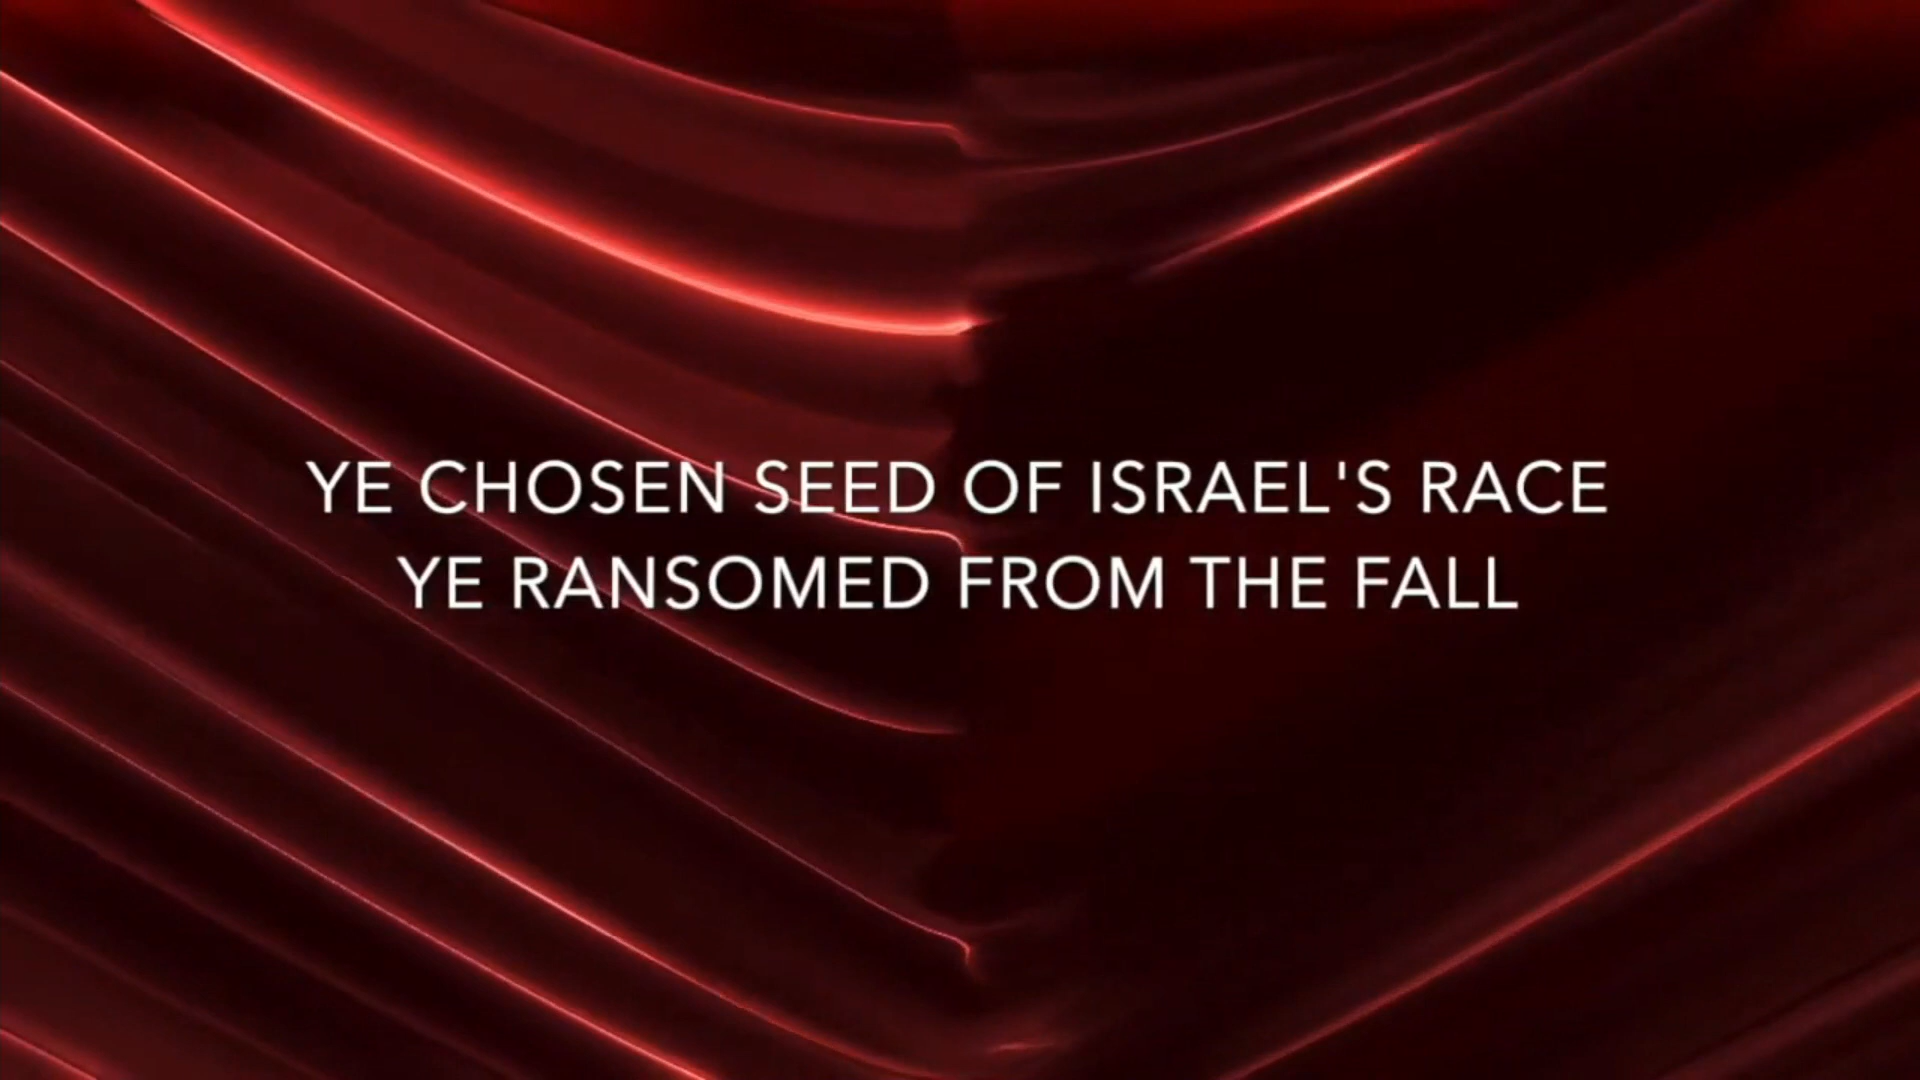 YE CHOSEN SEED OF ISRAEL'S RACE
YE RANSOMED FROM THE FALL